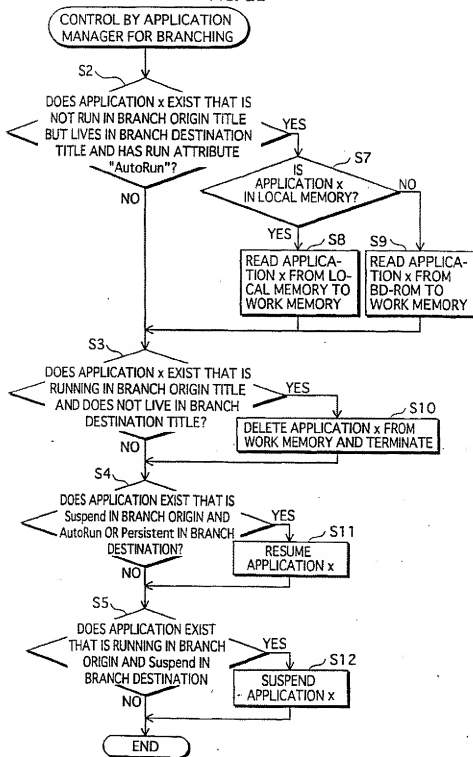 CONTROL BY APPLICATION
MANAGER FOR BRANCHING
S2
DOES APPLICATION x EXIST THAT IS
NOT RUN IN BRANCH ORIGIN TITLE
BUT LIVES IN BRANCH DESTINATION
TITLE AND HAS RUN ATTRIBUTE
"AutoRun"?
YES
NO
S7
IS
APPLICATION x
IN LOCAL MEMORY?
NO
YES
S8
READ APPLICA-
TION x FROM LO-
CAL MEMORY TO
WORK MEMORY
S9
READ APPLICA-
TION x FROM
BD-ROM TO
WORK MEMORY
S3
DOES APPLICATION x EXIST THAT IS
RUNNING IN BRANCH ORIGIN TITLE
AND DOES NOT LIVE IN BRANCH
DESTINATION TITLE?
YES
NO
S10
DELETE APPLICATION x FROM
WORK MEMORY AND TERMINATE
S4
DOES APPLICATION EXIST THAT IS
Suspend IN BRANCH ORIGIN AND
AutoRun OR Persistent IN BRANCH
DESTINATION?
YES
NO
S11
RESUME
APPLICATION x
S5
DOES APPLICATION EXIST
THAT IS RUNNING IN BRANCH
ORIGIN AND Suspend IN
BRANCH DESTINATION
YES
NO
S12
SUSPEND
APPLICATION x
END